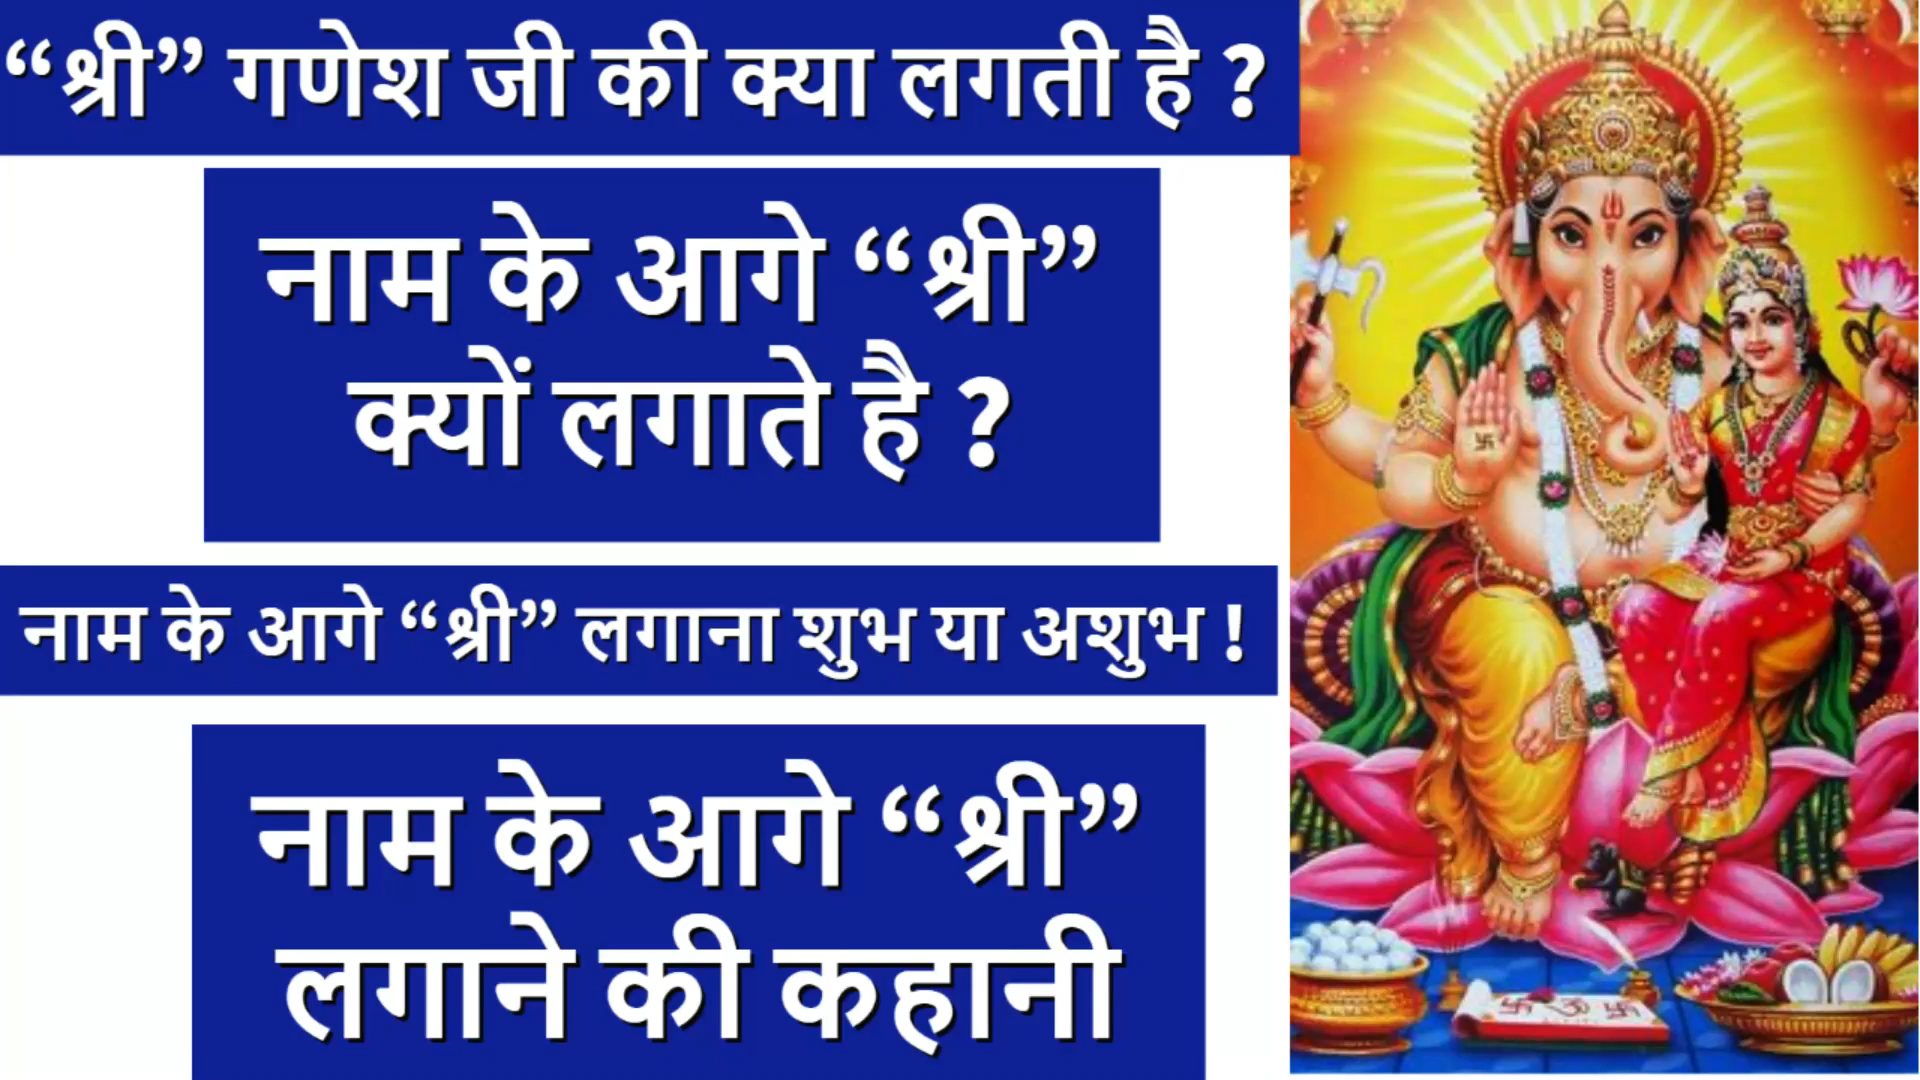 “श्री” गणेश जी की क्या लगती है ?
नाम के आगे “श्री”
क्यों लगाते है ?
नाम के आगे “श्री” लगाना शुभ या अशुभ !
नाम के आगे “श्री”
लगाने की कहानी